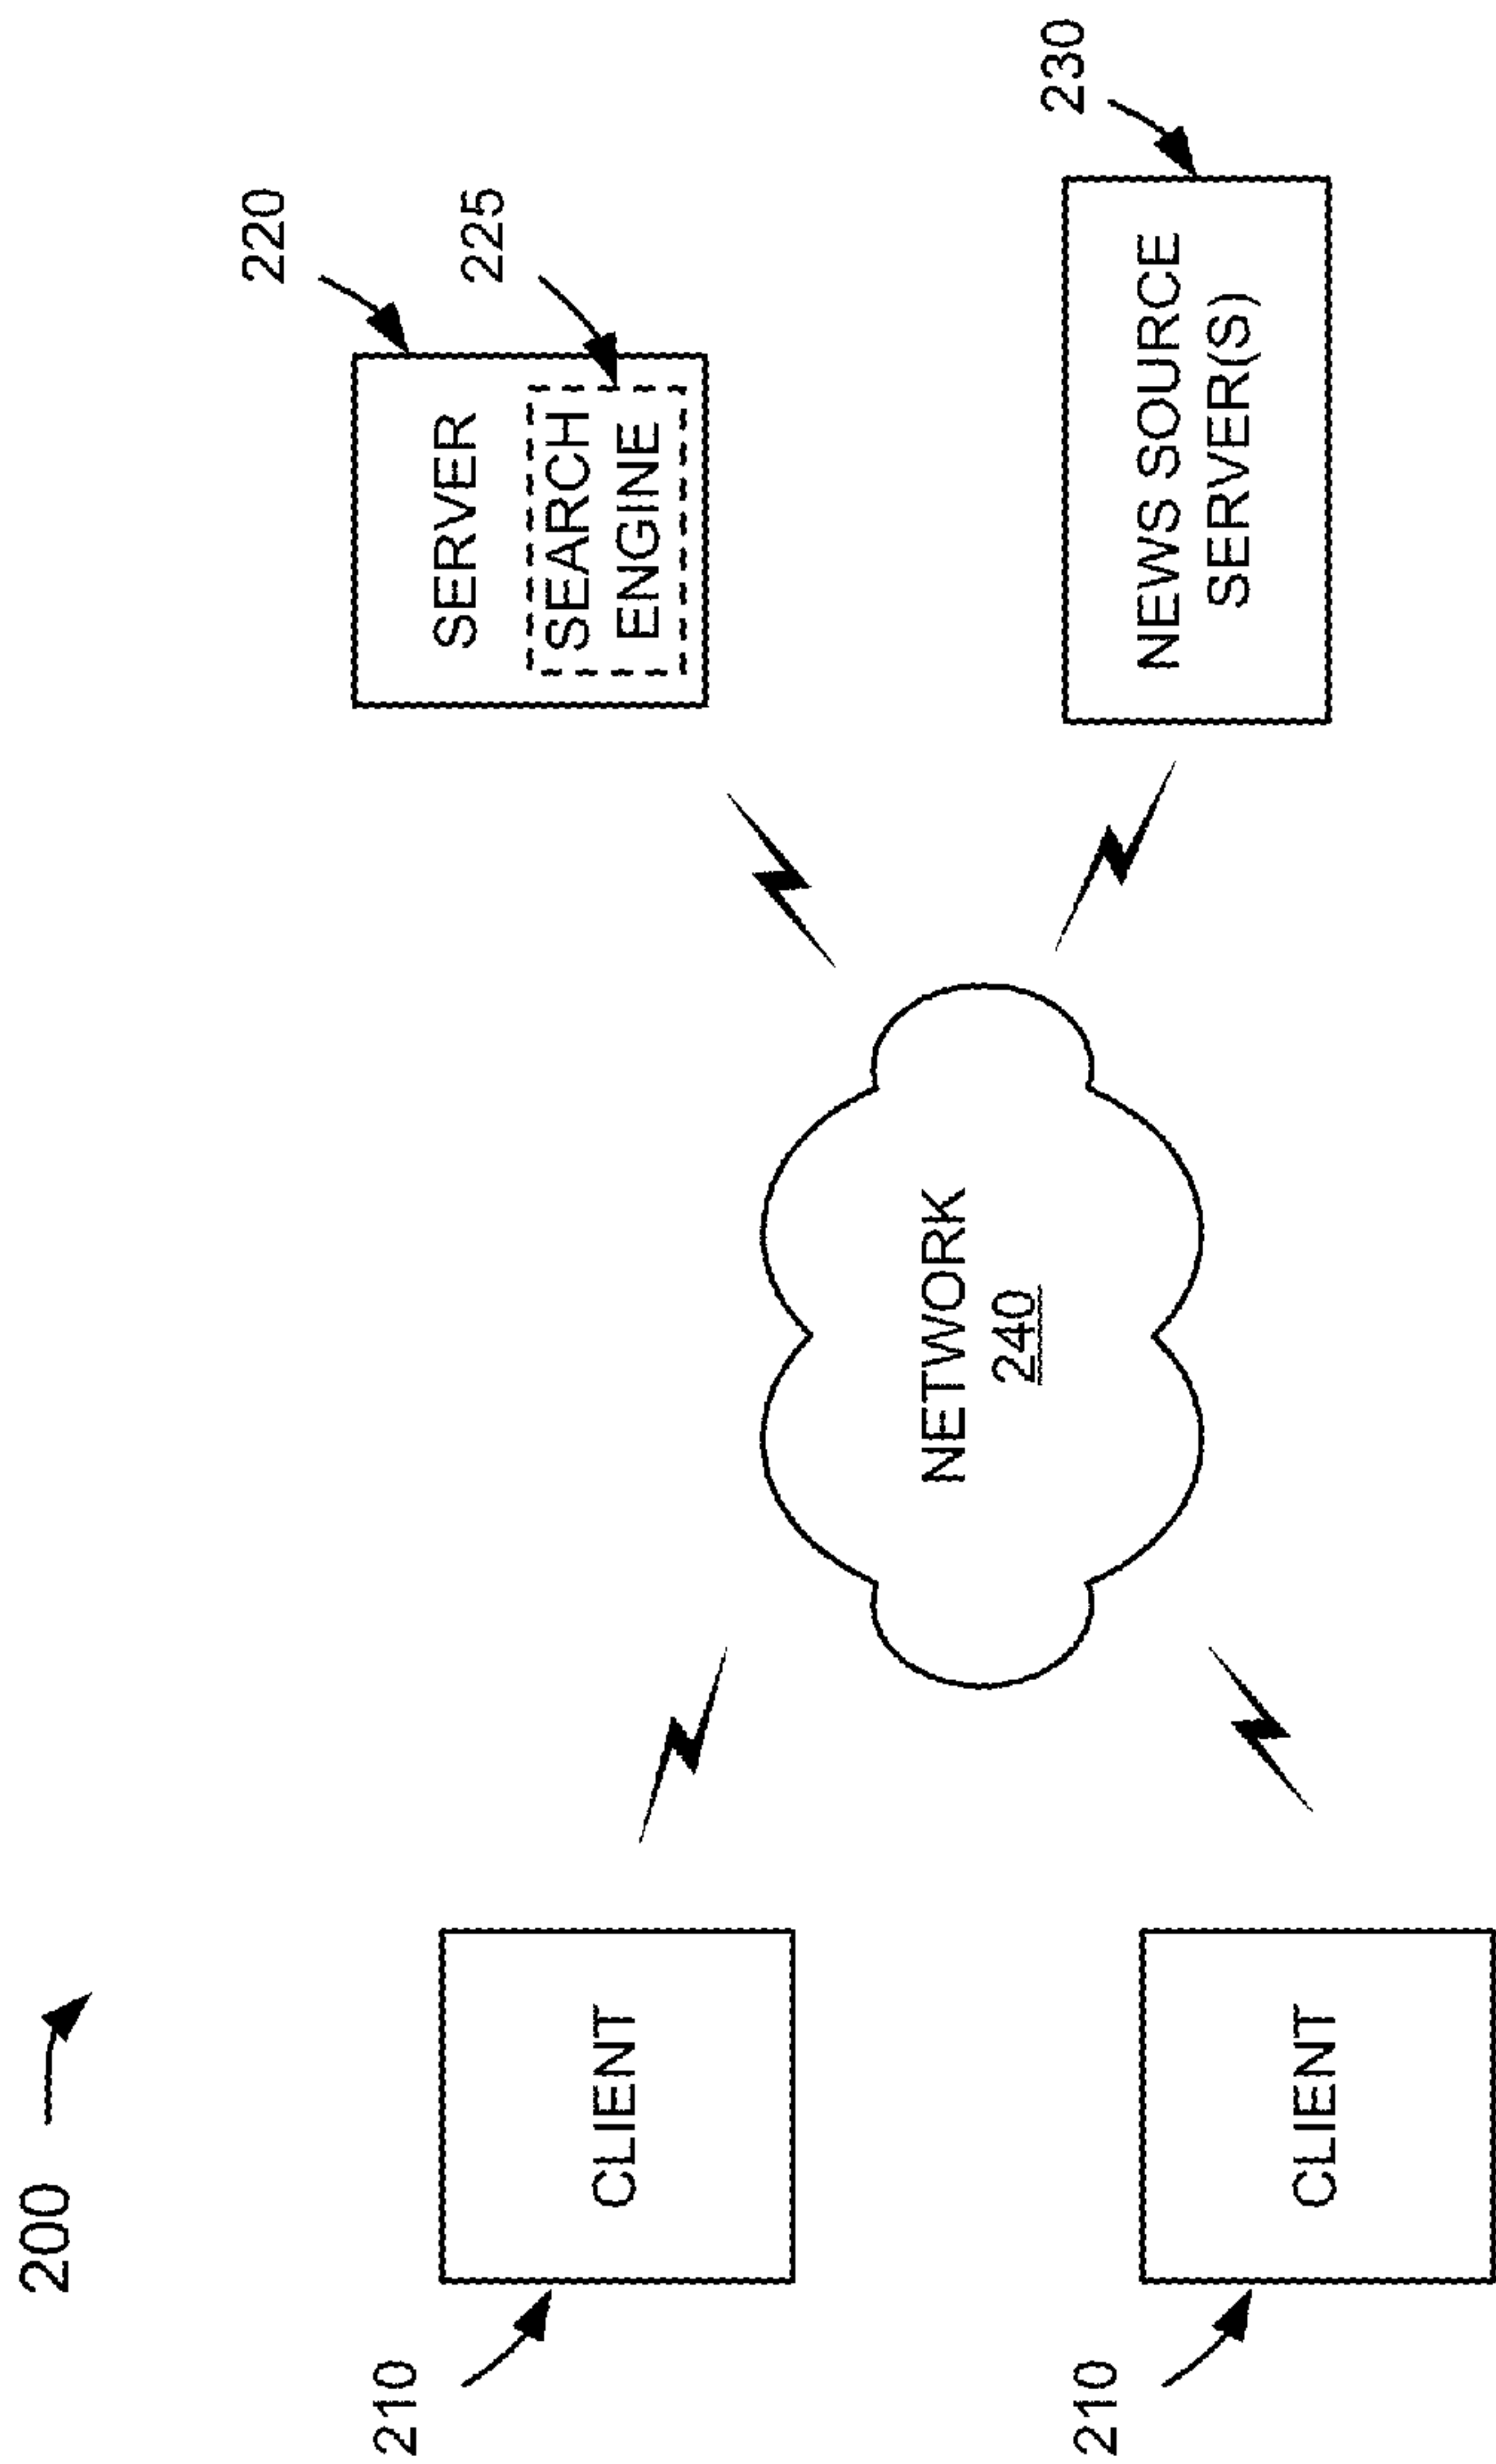 200
220
SERVER
225
SEARCH
ENGINE
210
CLIENT
NETWORK
240
230
NEWS SOURCE
SERVER(S)
210
CLIENT